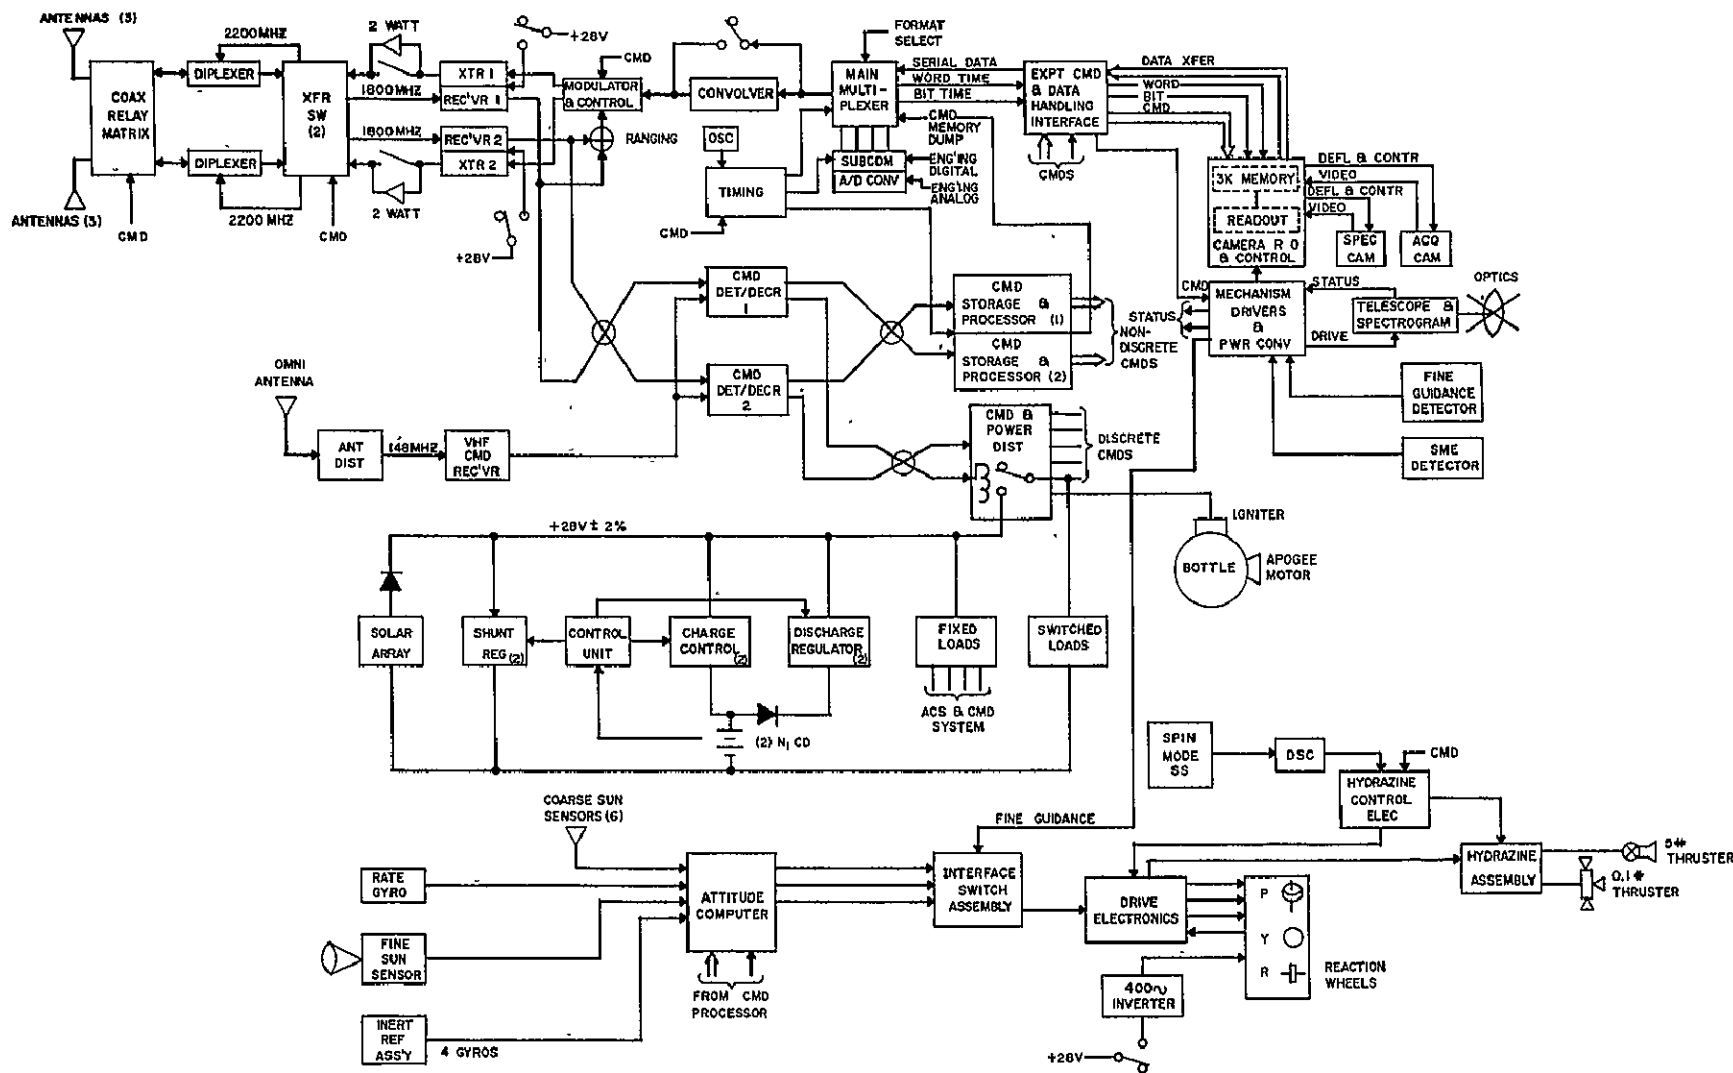 ANTENNAS (3)
COAX
RELAY
MATRIX
ANTENNAS (3)
CMD
DIPLEXER
DIPLEXER
2200 MHZ
2200 MHZ
XFR
SW
(2)
CMD
2 WATT
2 WATT
1800 MHZ
1800 MHZ
XTR 1
REC'VR 1
REC'VR 2
XTR 2
+28V
+28V
CMD
MODULATOR
& CONTROL
RANGING
CONVOLVER
OSC
TIMING
CMD
FORMAT
SELECT
MAIN
MULTI-
PLEXER
SUBCOM
A/D CONV
SERIAL DATA
WORD TIME
BIT TIME
CMD
MEMORY
DUMP
ENG'ING
DIGITAL
ENG'ING
ANALOG
EXPT CMD
& DATA
HANDLING
INTERFACE
CMDS
DATA XFER
WORD
BIT
CMD
3K MEMORY
READOUT
CAMERA R O
& CONTROL
DEFL & CONTR
VIDEO
DEFL & CONTR
VIDEO
SPEC
CAM
ACQ
CAM
OPTICS
CMD
STATUS
MECHANISM
DRIVERS
&
PWR CONV
STATUS
DRIVE
TELESCOPE &
SPECTROGRAM
FINE
GUIDANCE
DETECTOR
SME
DETECTOR
CMD
DET/DECR
1
CMD
DET/DECR
2
CMD
STORAGE &
PROCESSOR (1)
CMD
STORAGE &
PROCESSOR (2)
NON-
DISCRETE
CMDS
OMNI
ANTENNA
ANT
DIST
148MHZ
VHF
CMD
REC'VR
CMD &
POWER
DIST
DISCRETE
CMDS
IGNITER
BOTTLE
APOGEE
MOTOR
+28V ± 2%
SOLAR
ARRAY
SHUNT
REG (2)
CONTROL
UNIT
CHARGE
CONTROL (2)
DISCHARGE
REGULATOR (2)
FIXED
LOADS
SWITCHED
LOADS
ACS & CMD
SYSTEM
(2) Ni CD
SPIN
MODE
SS
DSC
CMD
HYDRAZINE
CONTROL
ELEC
HYDRAZINE
ASSEMBLY
5#
THRUSTER
0.1#
THRUSTER
COARSE SUN
SENSORS (6)
FINE GUIDANCE
RATE
GYRO
FINE
SUN
SENSOR
INERT
REF
ASS'Y
4 GYROS
ATTITUDE
COMPUTER
FROM CMD
PROCESSOR
INTERFACE
SWITCH
ASSEMBLY
DRIVE
ELECTRONICS
P
Y
R
REACTION
WHEELS
400~
INVERTER
+28V